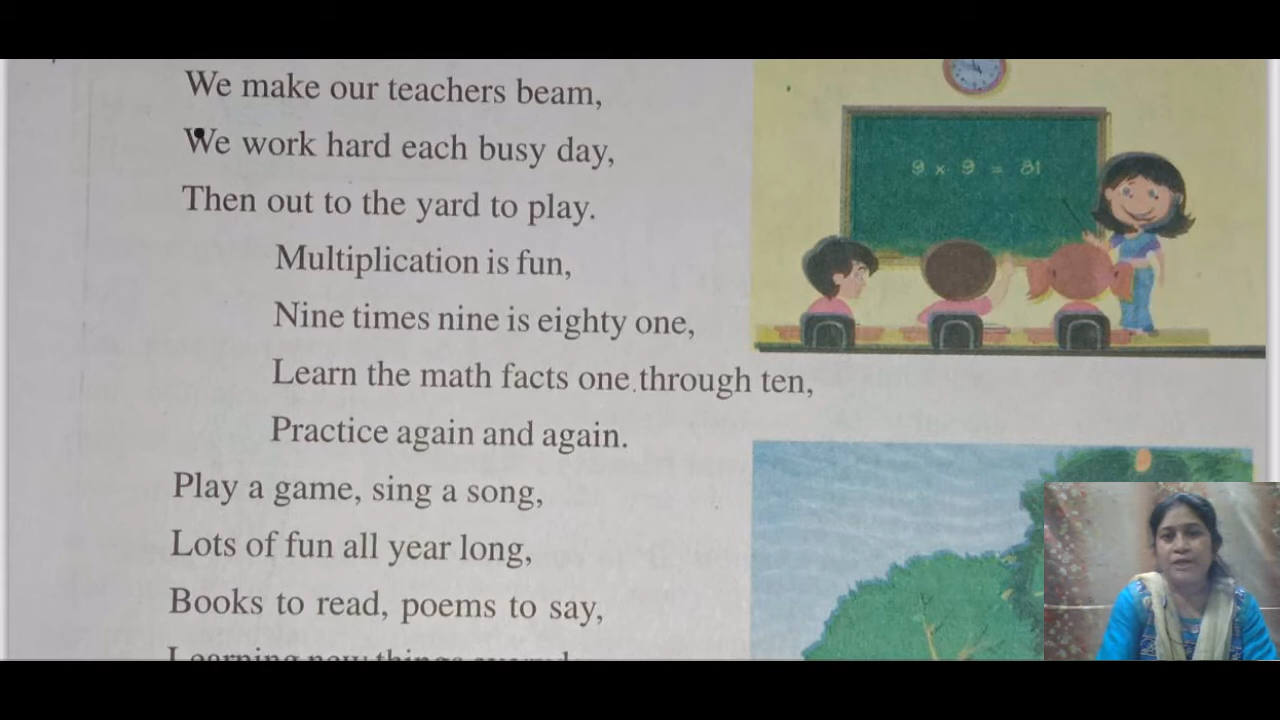 We make our teachers beam,
We work hard each busy day,
Then out to the yard to play.
Multiplication is fun,
Nine times nine is eighty one,
Learn the math facts one through ten,
Practice again and again.
Play a game, sing a song,
Lots of fun all year long,
Books to read, poems to say,
Learning new things
9 x 9 = 81